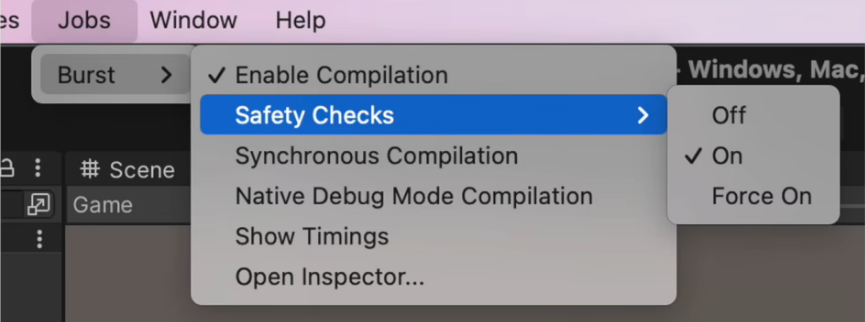 es Jobs Window Help
Burst
Enable Compilation
Safety Checks
Synchronous Compilation
Native Debug Mode Compilation
Show Timings
Open Inspector...
- Windows, Mac,
Off
On
Force On
Scene
Game